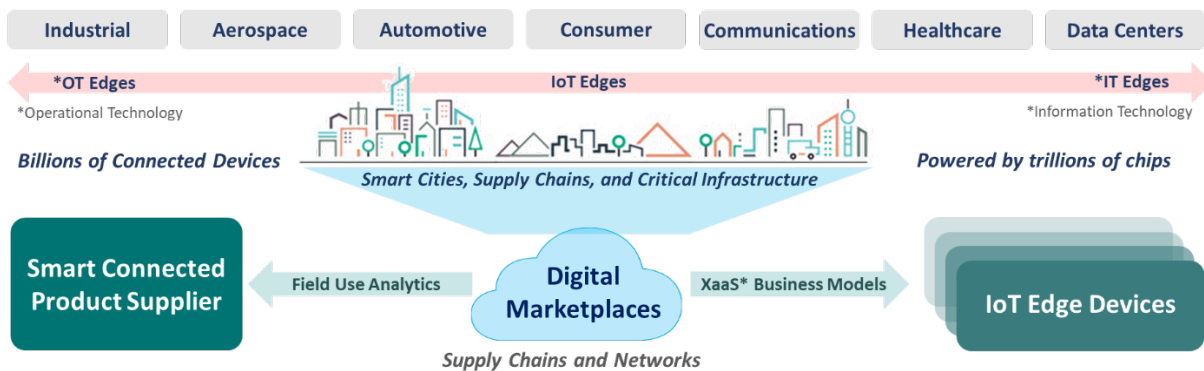 Industrial
Aerospace
Automotive
Consumer
Communications
Healthcare
Data Centers
*OT Edges
IoT Edges
*IT Edges
*Operational Technology
*Information Technology
Billions of Connected Devices
Powered by trillions of chips
Smart Cities, Supply Chains, and Critical Infrastructure
Smart Connected
Product Supplier
Field Use Analytics
Digital
Marketplaces
XaaS* Business Models
IoT Edge Devices
Supply Chains and Networks